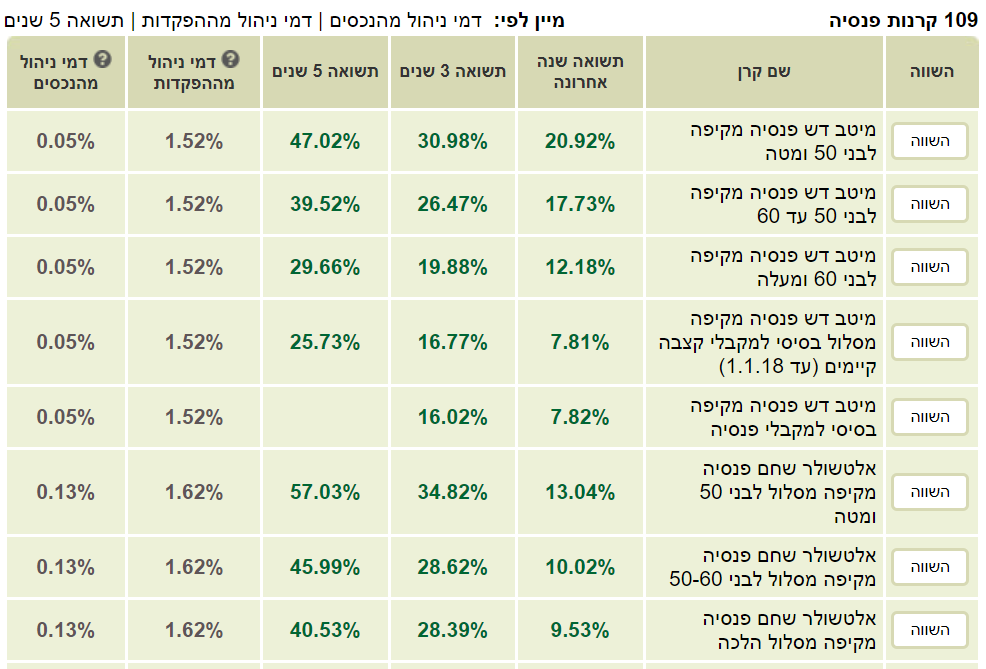 109 קרנות פנסיה
מיין לפי: דמי ניהול מהנכסים | דמי ניהול מההפקדות | תשואה 5 שנים
השווה
שם קרן
תשואה שנה
אחרונה
תשואה 3 שנים
תשואה 5 שנים
? דמי ניהול
מההפקדות
? דמי ניהול
מהנכסים
השווה
מיטב דש פנסיה מקיפה
לבני 50 ומטה
20.92%
30.98%
47.02%
1.52%
0.05%
השווה
מיטב דש פנסיה מקיפה
לבני 50 עד 60
17.73%
26.47%
39.52%
1.52%
0.05%
השווה
מיטב דש פנסיה מקיפה
לבני 60 ומעלה
12.18%
19.88%
29.66%
1.52%
0.05%
השווה
מיטב דש פנסיה מקיפה
מסלול בסיסי למקבלי קצבה
קיימים (עד 1.1.18)
7.81%
16.77%
25.73%
1.52%
0.05%
השווה
מיטב דש פנסיה מקיפה
בסיסי למקבלי פנסיה
7.82%
16.02%
1.52%
0.05%
השווה
אלטשולר שחם פנסיה
מקיפה מסלול לבני 50
ומטה
13.04%
34.82%
57.03%
1.62%
0.13%
השווה
אלטשולר שחם פנסיה
מקיפה מסלול לבני 50-60
10.02%
28.62%
45.99%
1.62%
0.13%
השווה
אלטשולר שחם פנסיה
מקיפה מסלול הלכה
9.53%
28.39%
40.53%
1.62%
0.13%